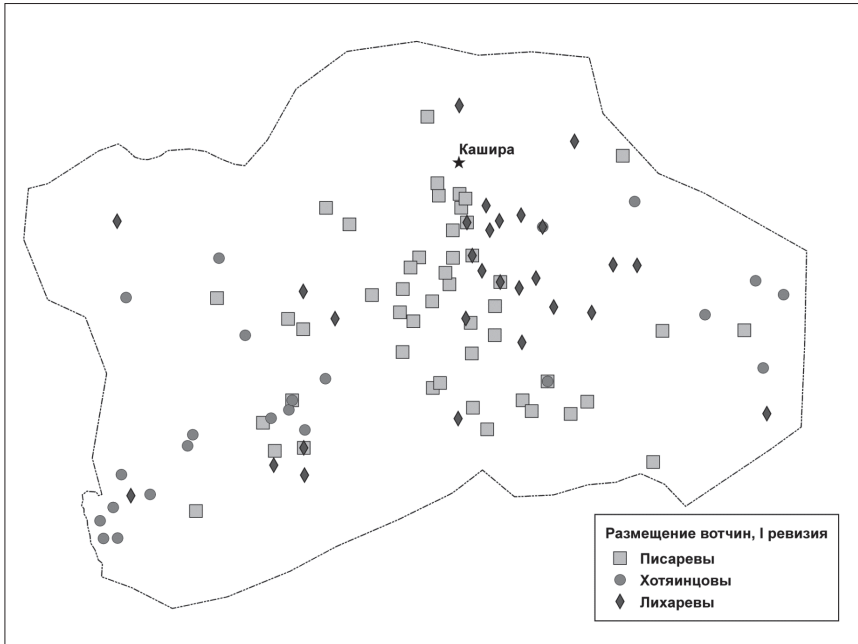 Кашира
Размещение вотчин, I ревизия
Писаревы
Хотяинцовы
Лихаревы